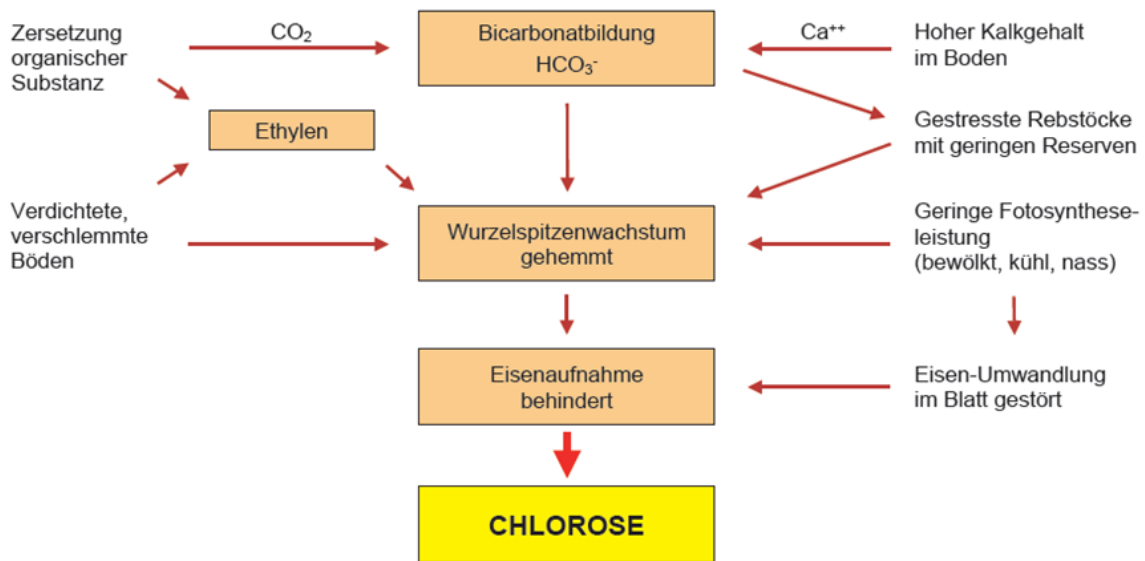 Zersetzung
organischer
Substanz
CO₂
Bicarbonatbildung
HCO₃⁻
Ca⁺⁺
Hoher Kalkgehalt
im Boden
Ethylen
Gestresste Rebstöcke
mit geringen Reserven
Verdichtete,
verschlemmte
Böden
Wurzelspitzenwachstum
gehemmt
Geringe Fotosynthese-
leistung
(bewölkt, kühl, nass)
Eisenaufnahme
behindert
Eisen-Umwandlung
im Blatt gestört
CHLOROSE